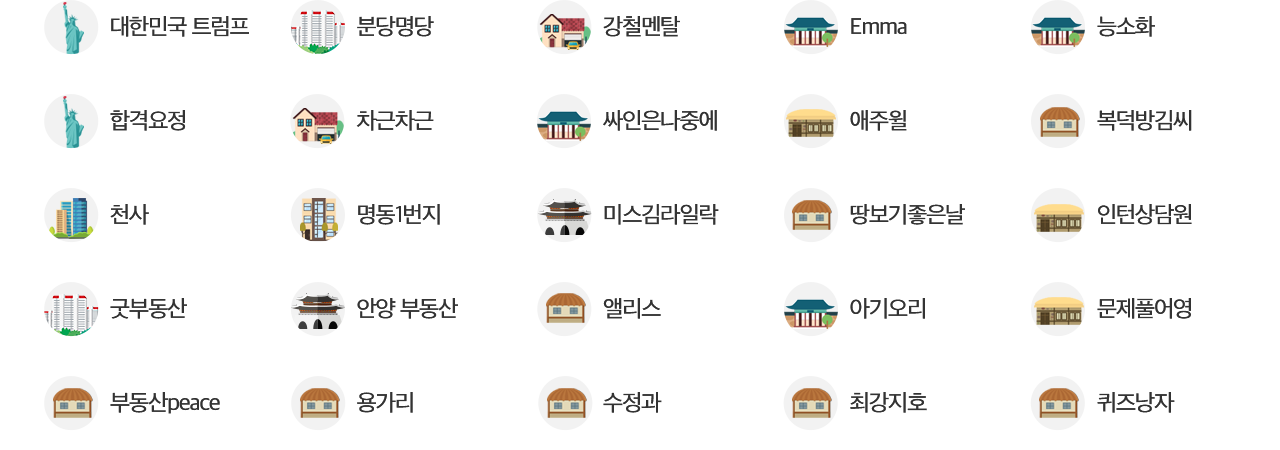 대한민국 트럼프
분당명당
강철멘탈
Emma
능소화
합격요정
차근차근
싸인은나중에
애주윌
복덕방김씨
천사
명동1번지
미스김라일락
땅보기좋은날
인턴상담원
굿부동산
안양 부동산
앨리스
아기오리
문제풀어영
부동산peace
용가리
수정과
최강지호
퀴즈낭자